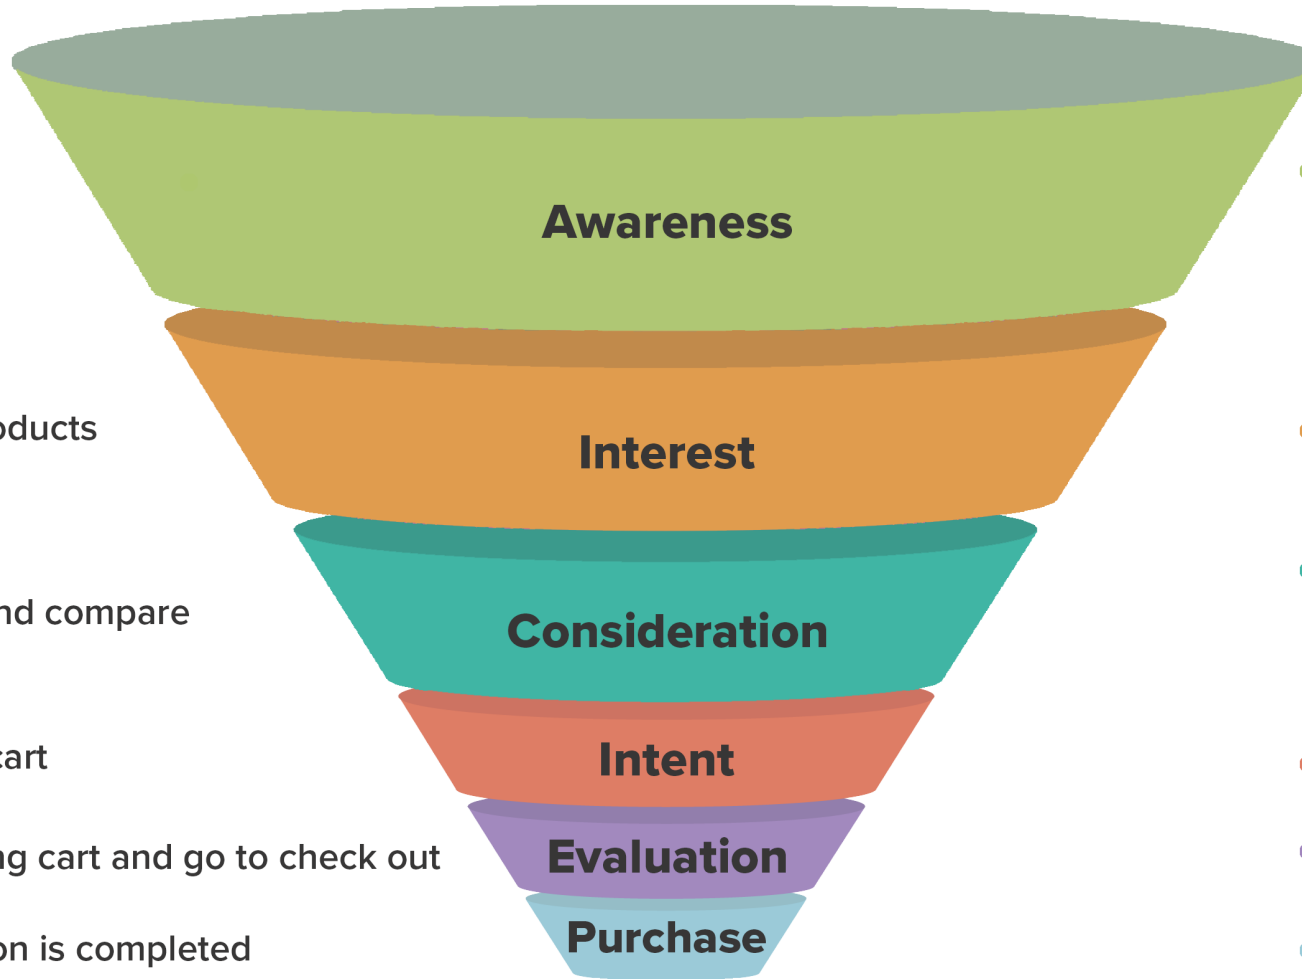 Awareness
Interest
oducts
Consideration
nd compare
Intent
cart
Evaluation
ng cart and go to check out
Purchase
on is completed